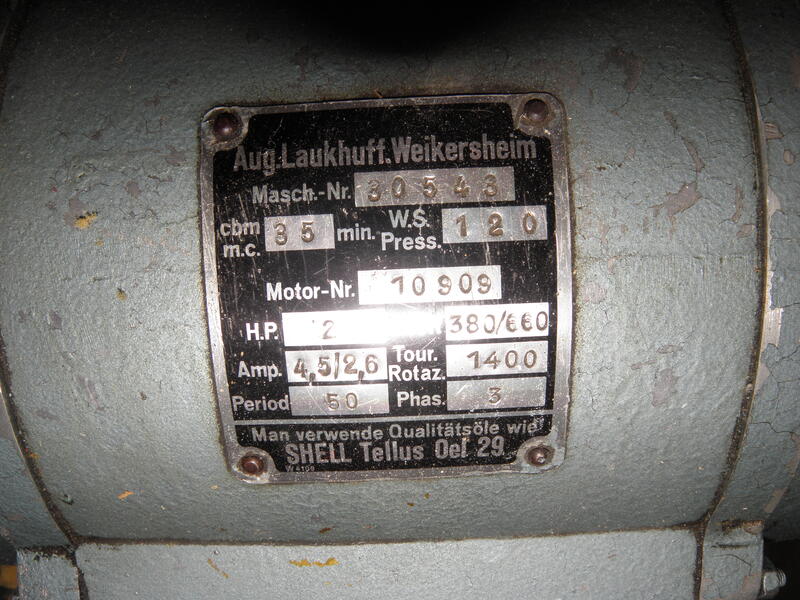 Aug. Laukhuff. Weikersheim
Masch-Nr. 30543
cbm m.c. 35 min. W.S. Press. 120
Motor-Nr. 10909
H.P. 2 380/660
Amp. 4,5/2,6 Tour. Rotaz. 1400
Period 50 Phas. 3
Man verwende Qualitätsöle wie
SHELL Tellus Oel 29